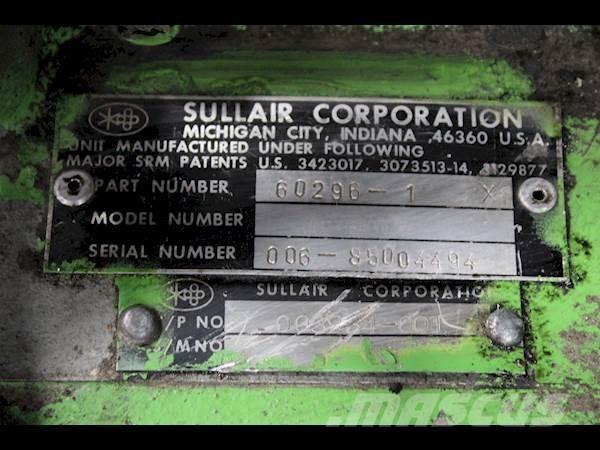 SULLAIR CORPORATION
MICHIGAN CITY, INDIANA ,46360 U.S.A.
UNIT MANUFACTURED UNDER FOLLOWING
MAJOR SRM PATENTS U.S. 3423017, 3073513-14, 3129877
PART NUMBER 60296-1 X
MODEL NUMBER
SERIAL NUMBER 006-85004494
SULLAIR CORPORATION
/P NO
/M NO
MASCUS